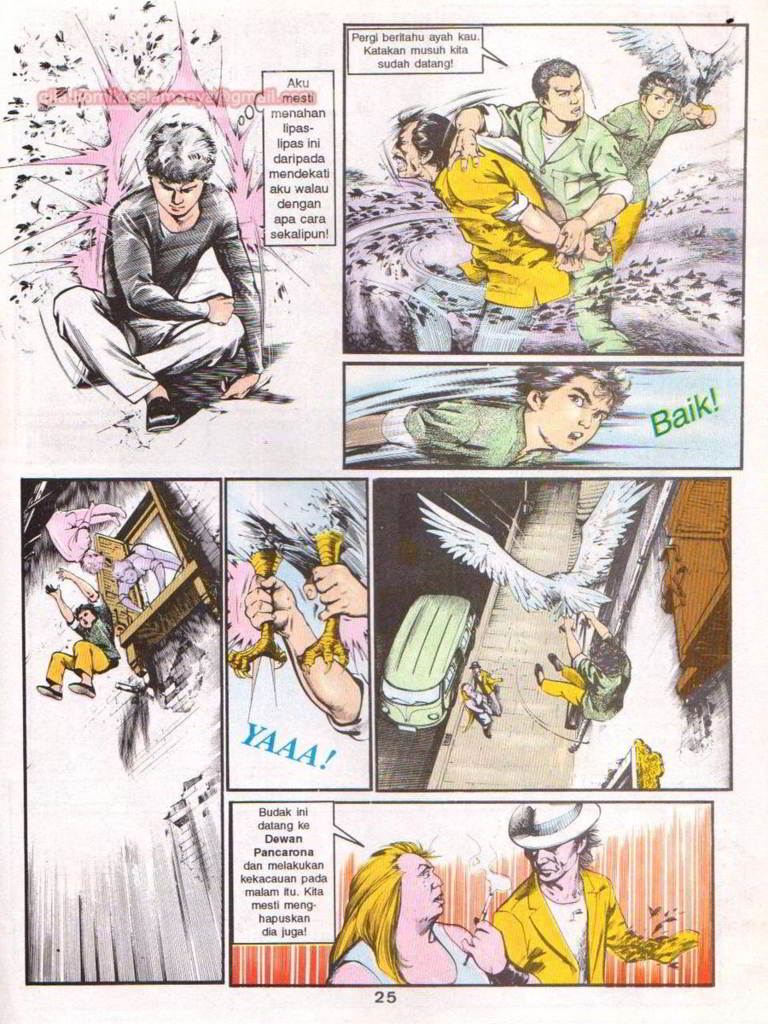 Aku
mesti
menahan
lipas-
lipas ini
daripada
mendekati
aku walau
dengan
apa cara
sekalipun!
Pergi beritahu ayah kau.
Katakan musuh kita
sudah datang!
Baik!
YAAA!
Budak ini
datang ke
Dewan
Pancarona
dan melakukan
kekacauan pada
malam itu. Kita
mesti meng-
hapuskan
dia juga!
25